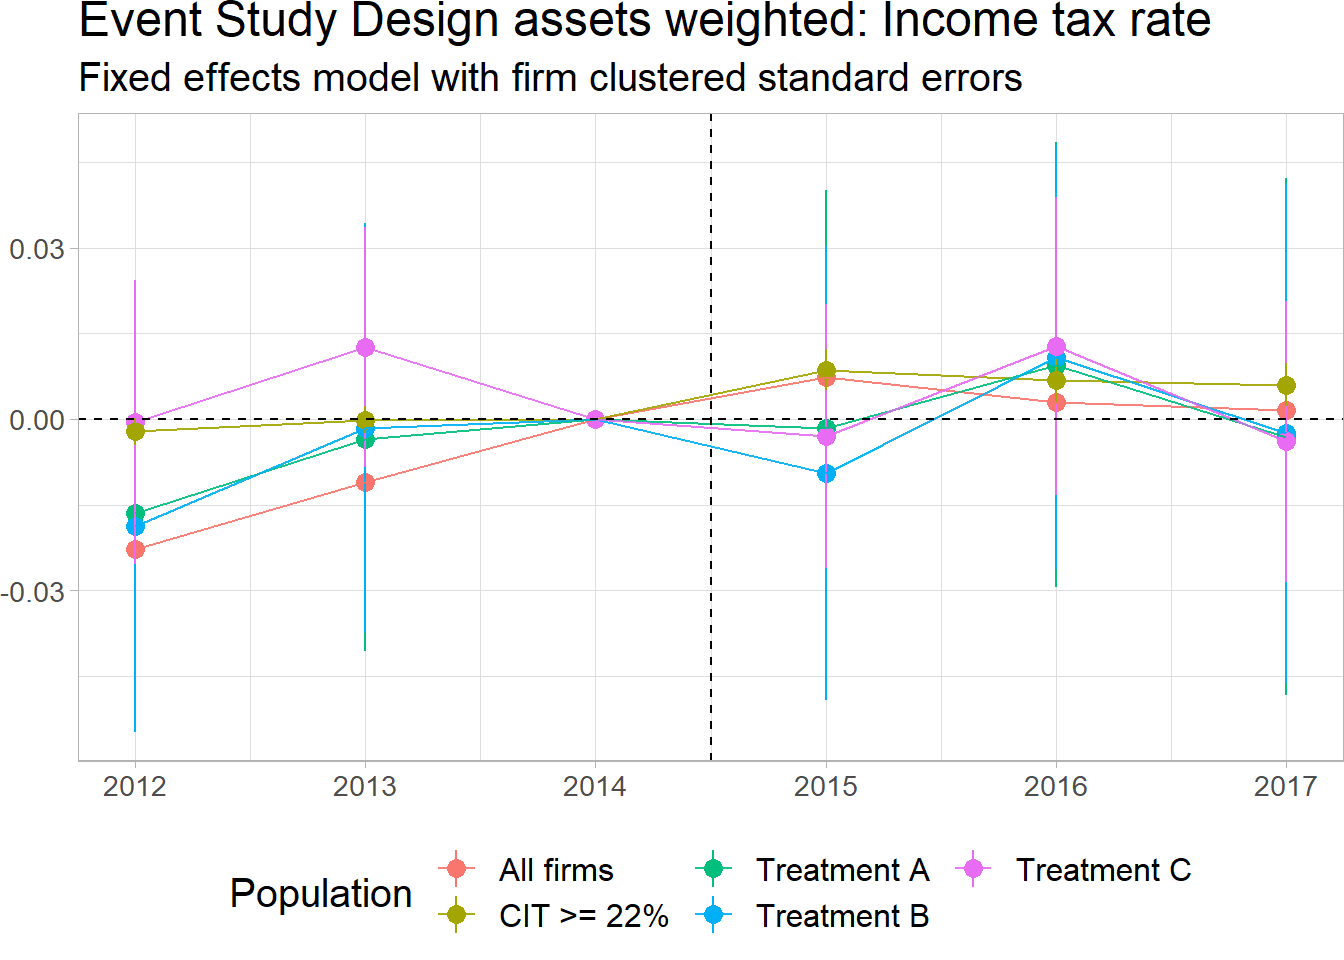 Event Study Design assets weighted: Income tax rate
Fixed effects model with firm clustered standard errors
0.03
0.00
-0.03
2012 2013 2014 2015 2016 2017
Population
All firms Treatment A Treatment C
CIT >= 22% Treatment B